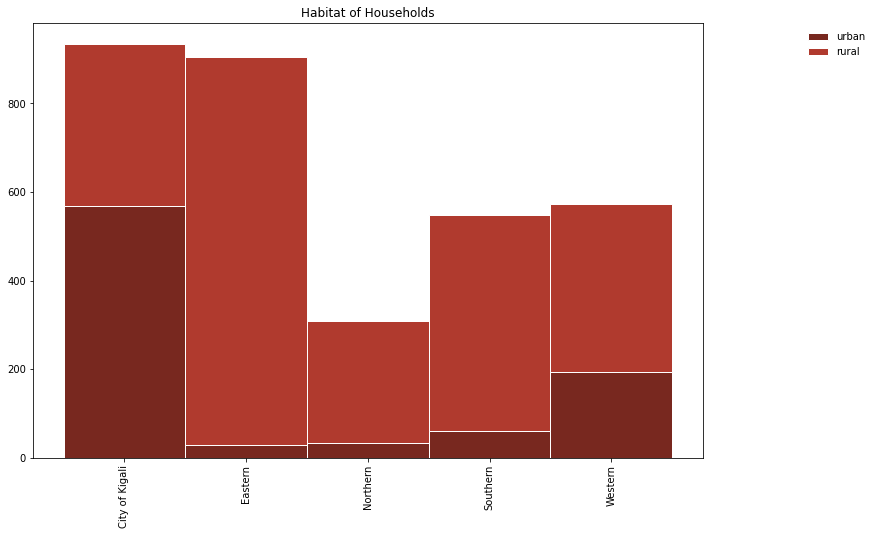 Habitat of Households
urban
rural
800
600
400
200
0
City of Kigali
Eastern
Northern
Southern
Western